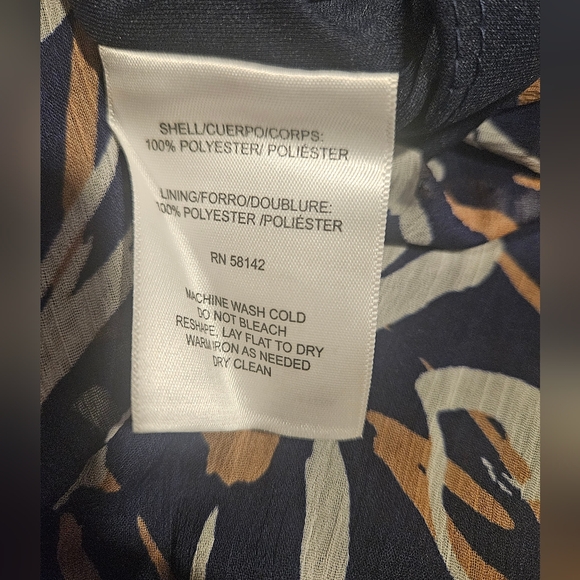 SHELL/CUERPO/CORPS:
100% POLYESTER/ POLIÉSTER
LINING/FORRO/DOUBLURE:
100% POLYESTER /POLIÉSTER
RN 58142
MACHINE WASH COLD
DO NOT BLEACH
RESHAPE, LAY FLAT TO DRY
WARM IRON AS NEEDED
DRY CLEAN